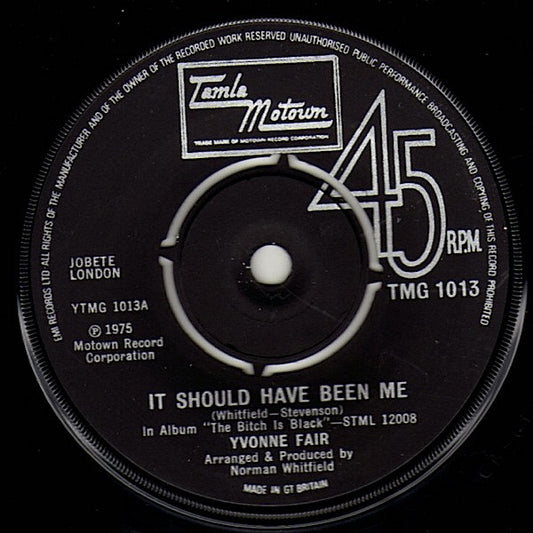 EMI RECORDS LTD·ALL RIGHTS OF THE MANUFACTURER AND OF THE OWNER OF THE RECORDED WORK RESERVED UNAUTHORISED PUBLIC PERFORMANCE BROADCASTING AND COPYING OF THIS RECORD PROHIBITED
Tamla
Motown
TRADE MARK OF MOTOWN RECORD CORPORATION
45
R.P.M.
JOBETE
LONDON
TMG 1013
YTMG 1013A
℗ 1975
Motown Record
Corporation
IT SHOULD HAVE BEEN ME
(Whitfield–Stevenson)
In Album "The Bitch Is Black"—STML 12008
YVONNE FAIR
Arranged & Produced by
Norman Whitfield
MADE IN GT BRITAIN